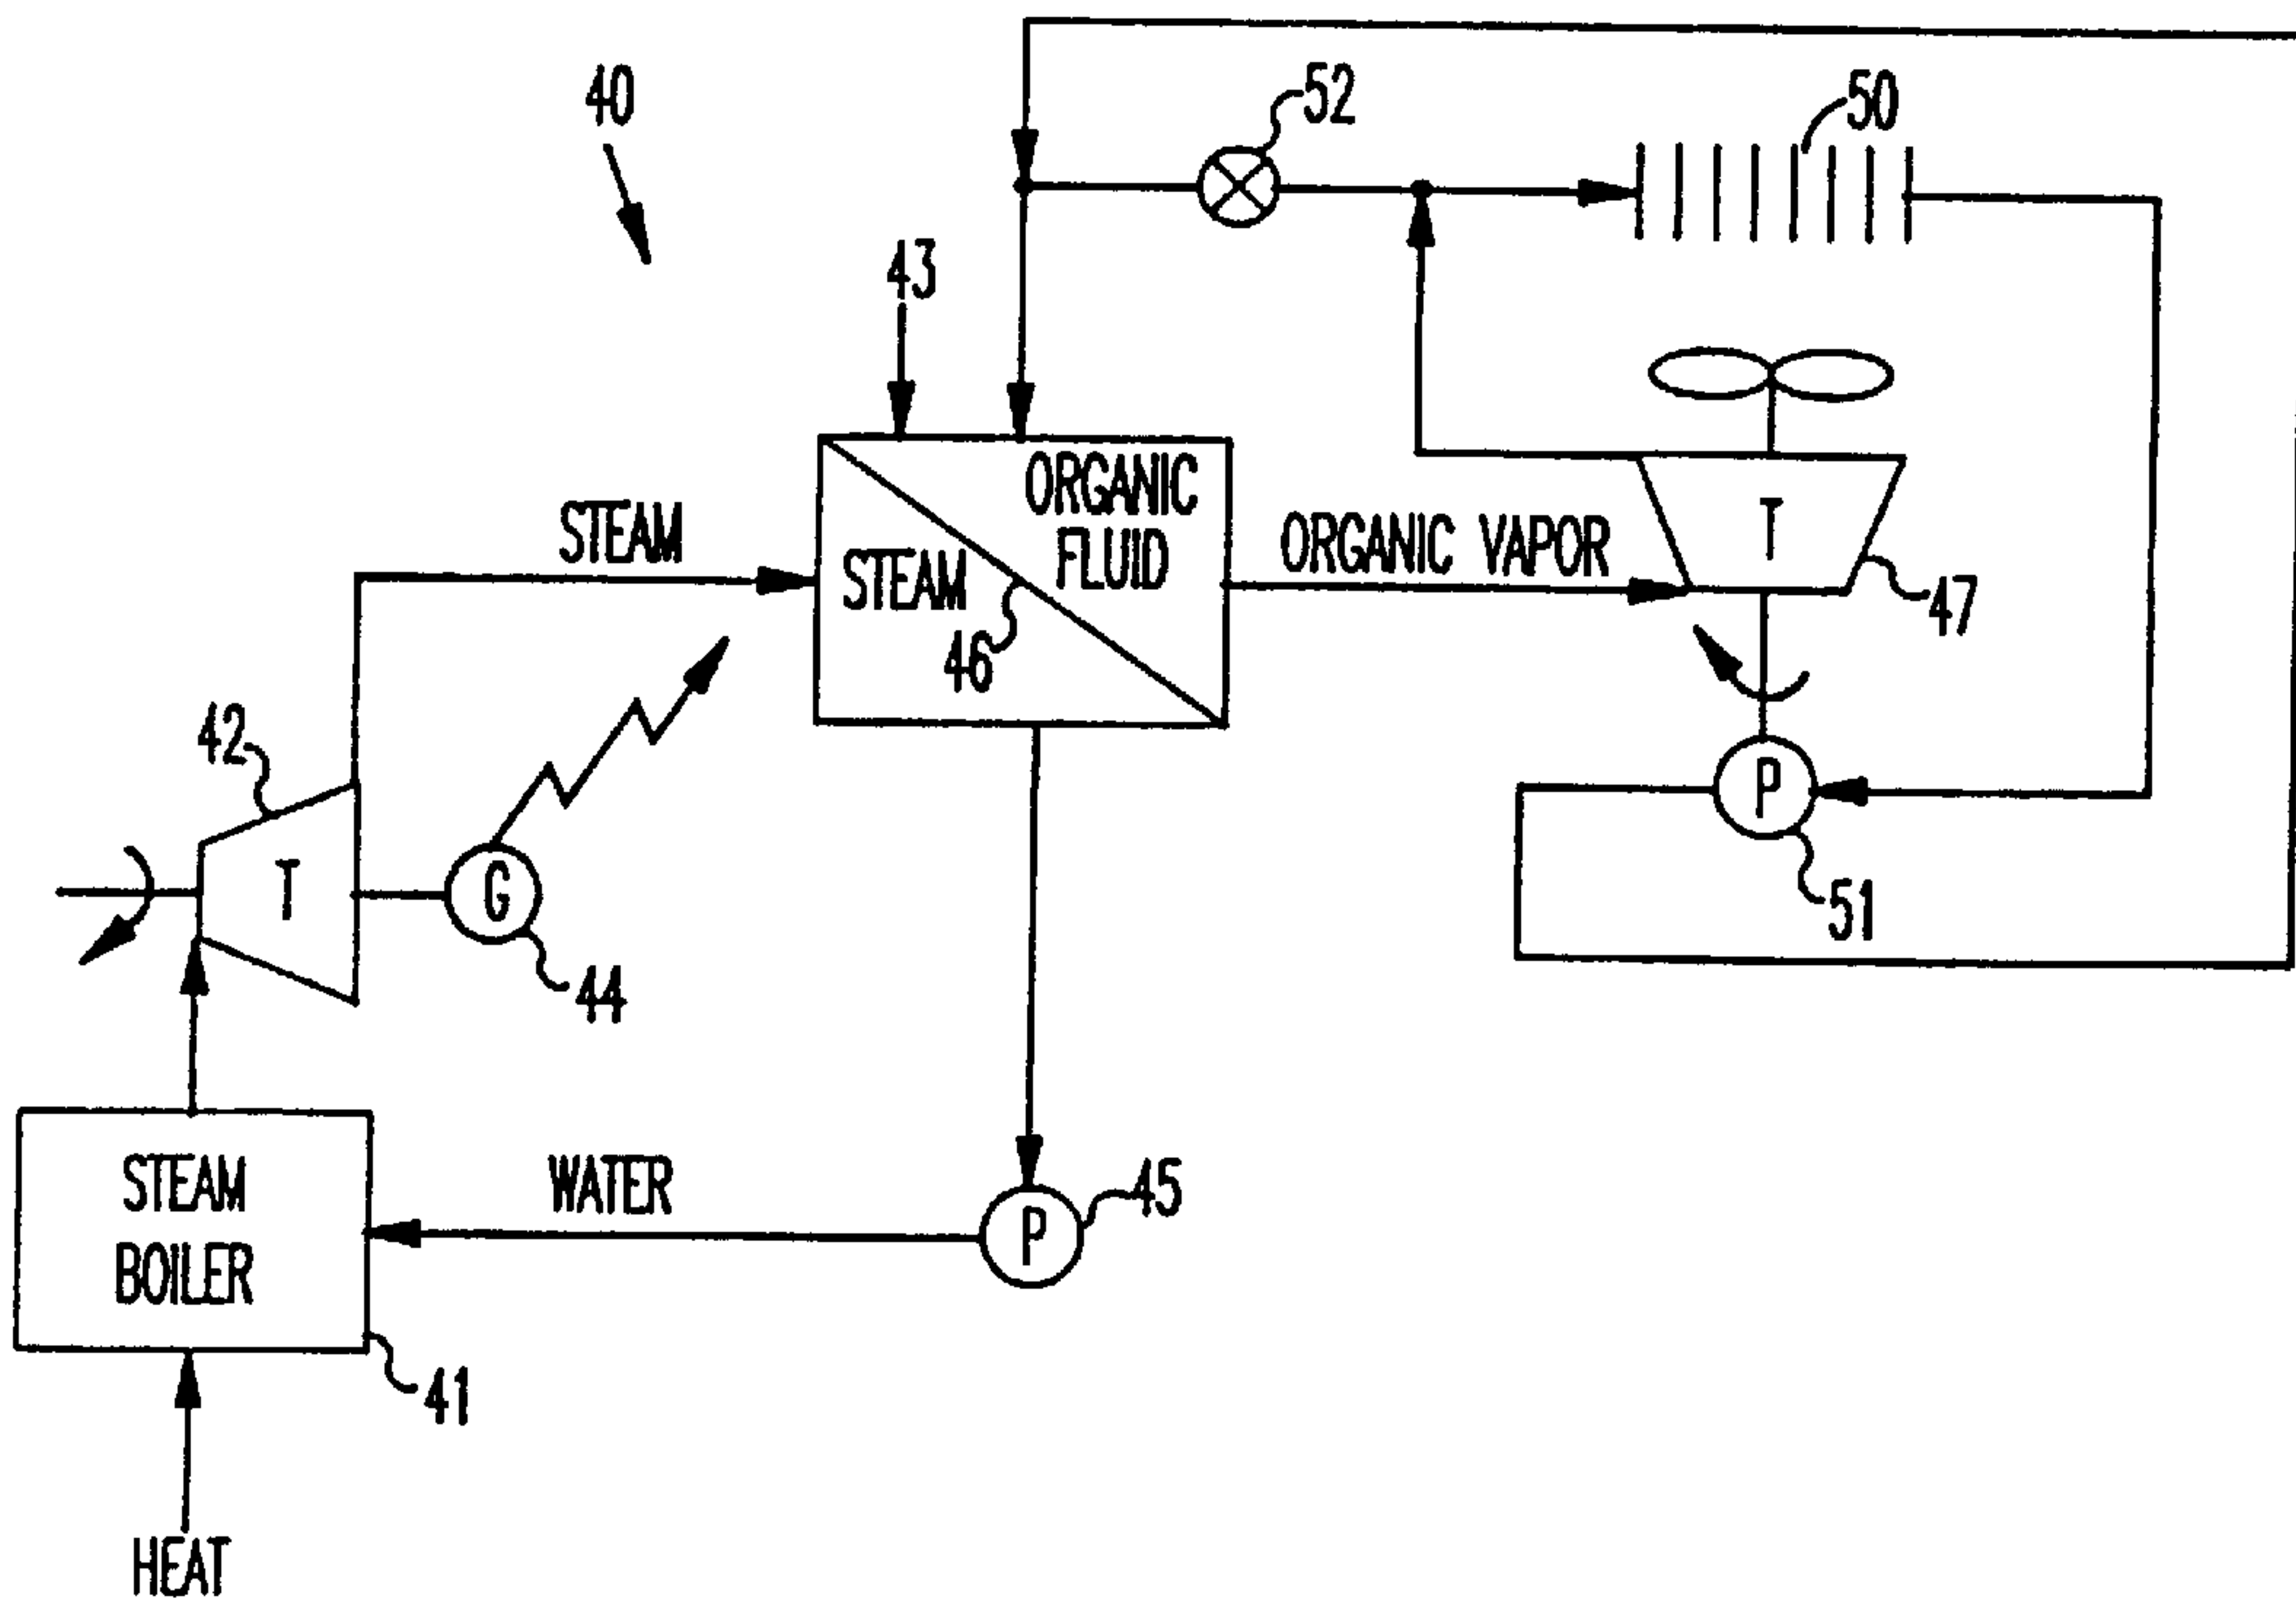 40
52
50
43
ORGANIC
FLUID
STEAM
STEAM
46
ORGANIC VAPOR
T
47
42
T
G
44
P
51
STEAM
BOILER
WATER
P
45
41
HEAT